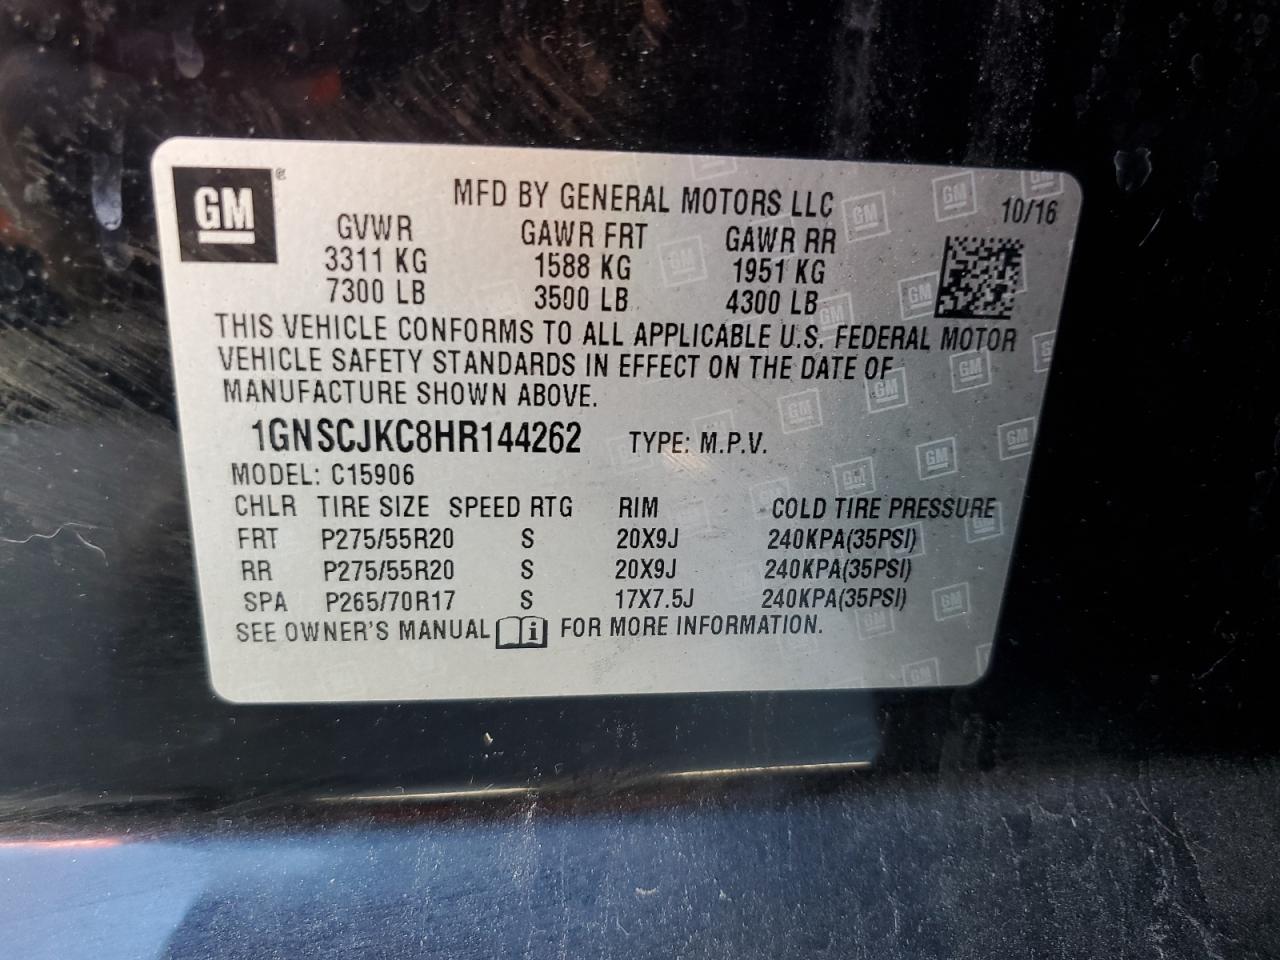 GM ®
MFD BY GENERAL MOTORS LLC
10/16
GVWR GAWR FRT GAWR RR
3311 KG 1588 KG 1951 KG
7300 LB 3500 LB 4300 LB
THIS VEHICLE CONFORMS TO ALL APPLICABLE U.S. FEDERAL MOTOR
VEHICLE SAFETY STANDARDS IN EFFECT ON THE DATE OF
MANUFACTURE SHOWN ABOVE.
1GNSCJKC8HR144262 TYPE: M.P.V.
MODEL: C15906
CHLR TIRE SIZE SPEED RTG RIM COLD TIRE PRESSURE
FRT P275/55R20 S 20X9J 240KPA(35PSI)
RR P275/55R20 S 20X9J 240KPA(35PSI)
SPA P265/70R17 S 17X7.5J 240KPA(35PSI)
SEE OWNER'S MANUAL i FOR MORE INFORMATION.